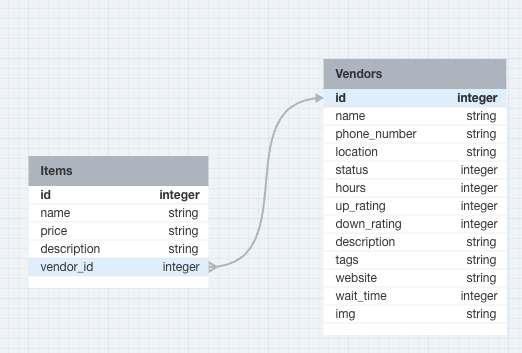 Vendors
id integer
name string
phone_number string
location string
status integer
hours integer
up_rating integer
down_rating integer
description string
tags string
website string
wait_time integer
img string
Items
id integer
name string
price string
description string
vendor_id integer